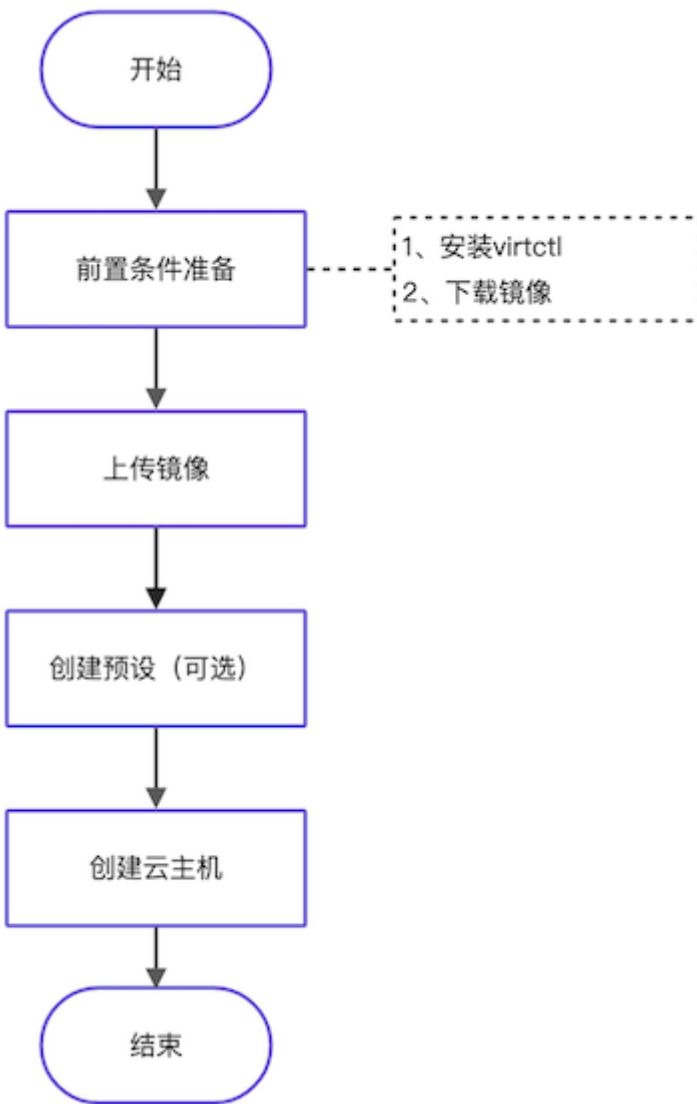 开始
前置条件准备
1、安装virtctl
2、下载镜像
上传镜像
创建预设（可选）
创建云主机
结束